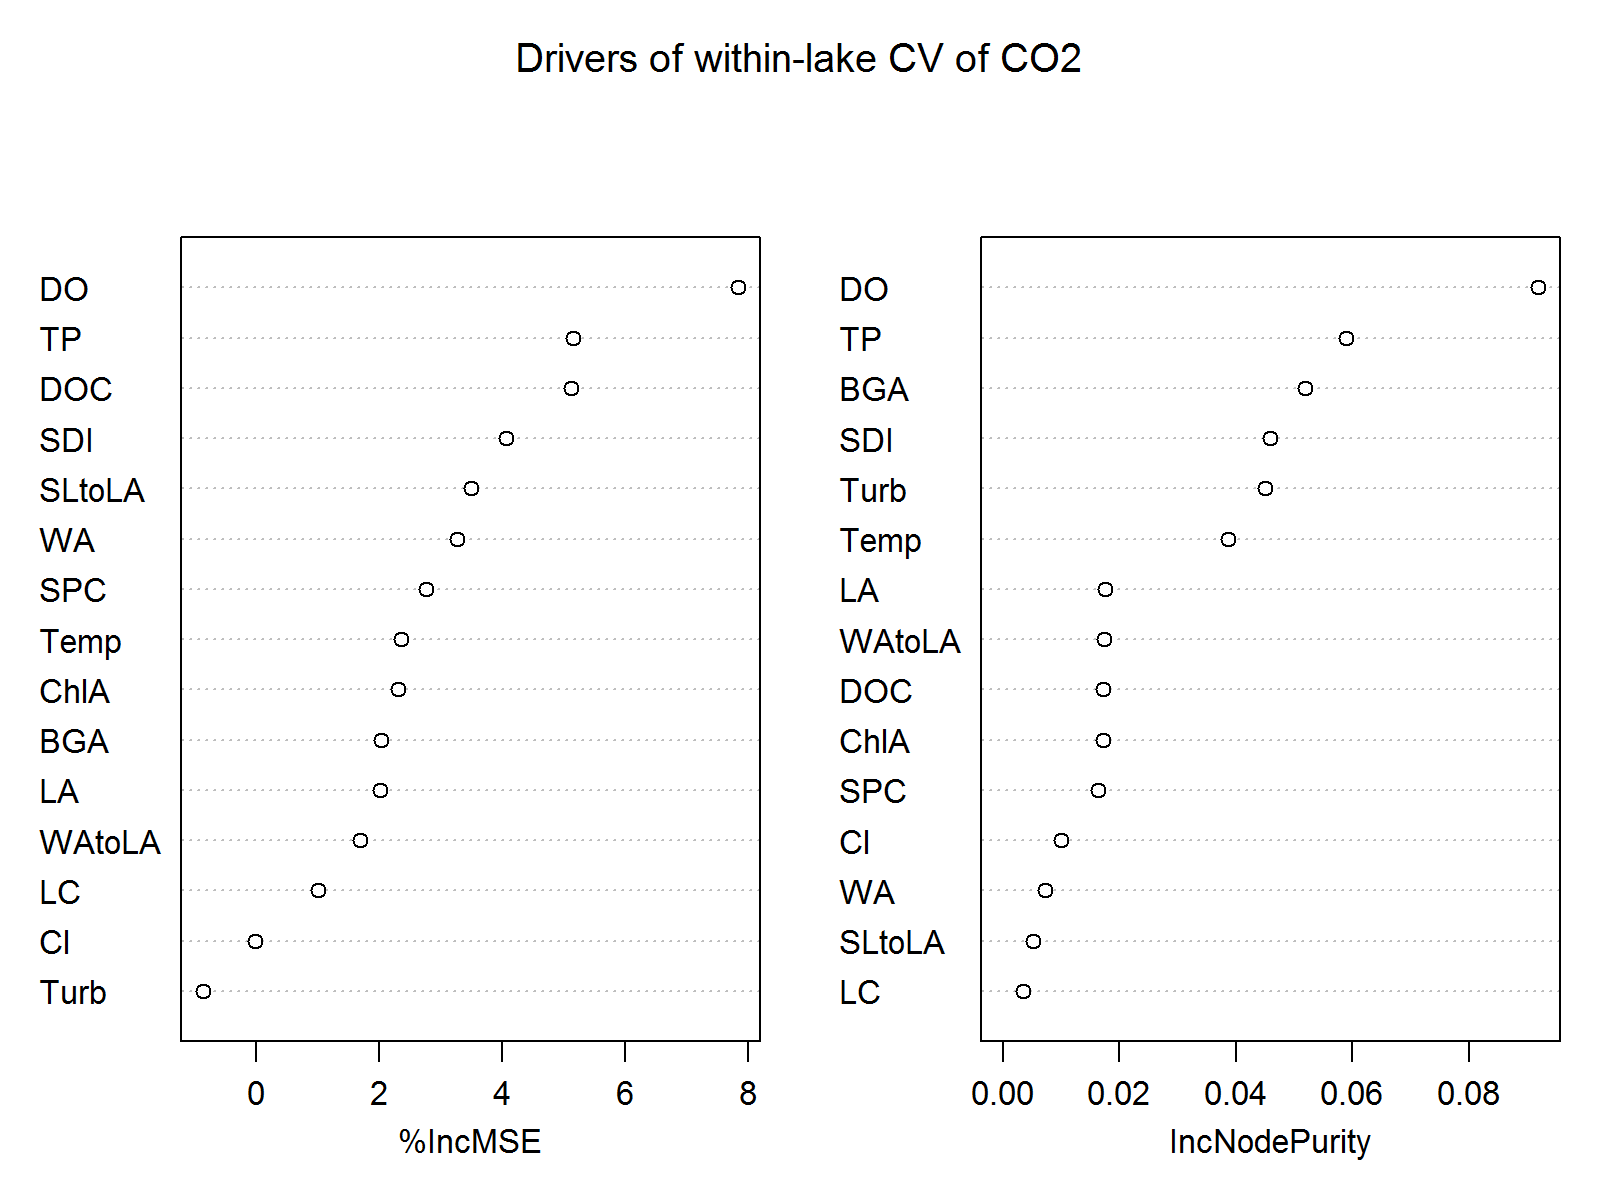 Drivers of within-lake CV of CO2
DO
TP
DOC
SDI
SLtoLA
WA
SPC
Temp
ChlA
BGA
LA
WAtoLA
LC
CI
Turb
0 2 4 6 8
%IncMSE
DO
TP
BGA
SDI
Turb
Temp
LA
WAtoLA
DOC
ChlA
SPC
CI
WA
SLtoLA
LC
0.00 0.02 0.04 0.06 0.08
IncNodePurity